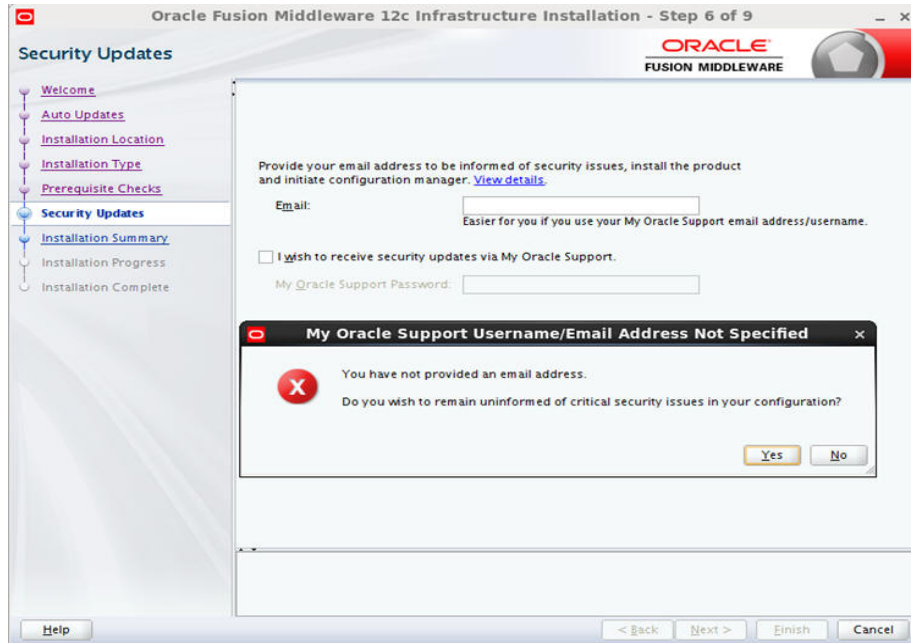 Oracle Fusion Middleware 12c Infrastructure Installation - Step 6 of 9
Security Updates
ORACLE
FUSION MIDDLEWARE
Welcome
Auto Updates
Installation Location
Installation Type
Prerequisite Checks
Security Updates
Installation Summary
Installation Progress
Installation Complete
Provide your email address to be informed of security issues, install the product
and initiate configuration manager. View details.
Email:
Easier for you if you use your My Oracle Support email address/username.
I wish to receive security updates via My Oracle Support.
My Oracle Support Password:
My Oracle Support Username/Email Address Not Specified
You have not provided an email address.
Do you wish to remain uninformed of critical security issues in your configuration?
Yes No
Help < Back Next > Finish Cancel